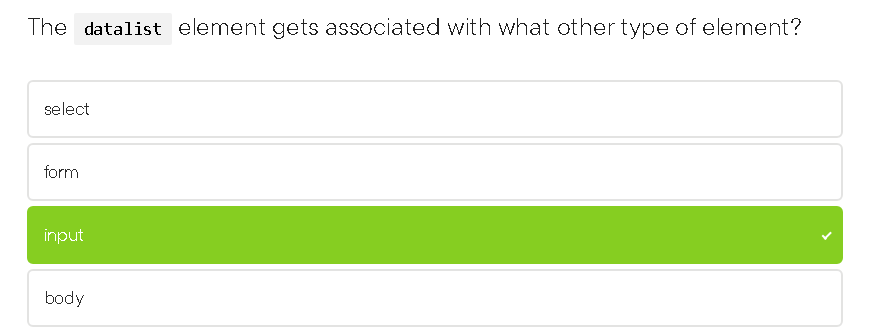 The datalist element gets associated with what other type of element?
select
form
input
body